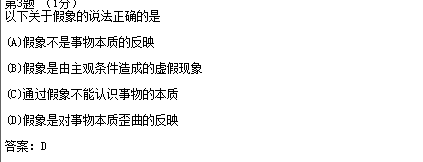 第3题 （1分）
以下关于假象的说法正确的是
(A)假象不是事物本质的反映
(B)假象是由主观条件造成的虚假现象
(C)通过假象不能认识事物的本质
(D)假象是对事物本质歪曲的反映
答案：D